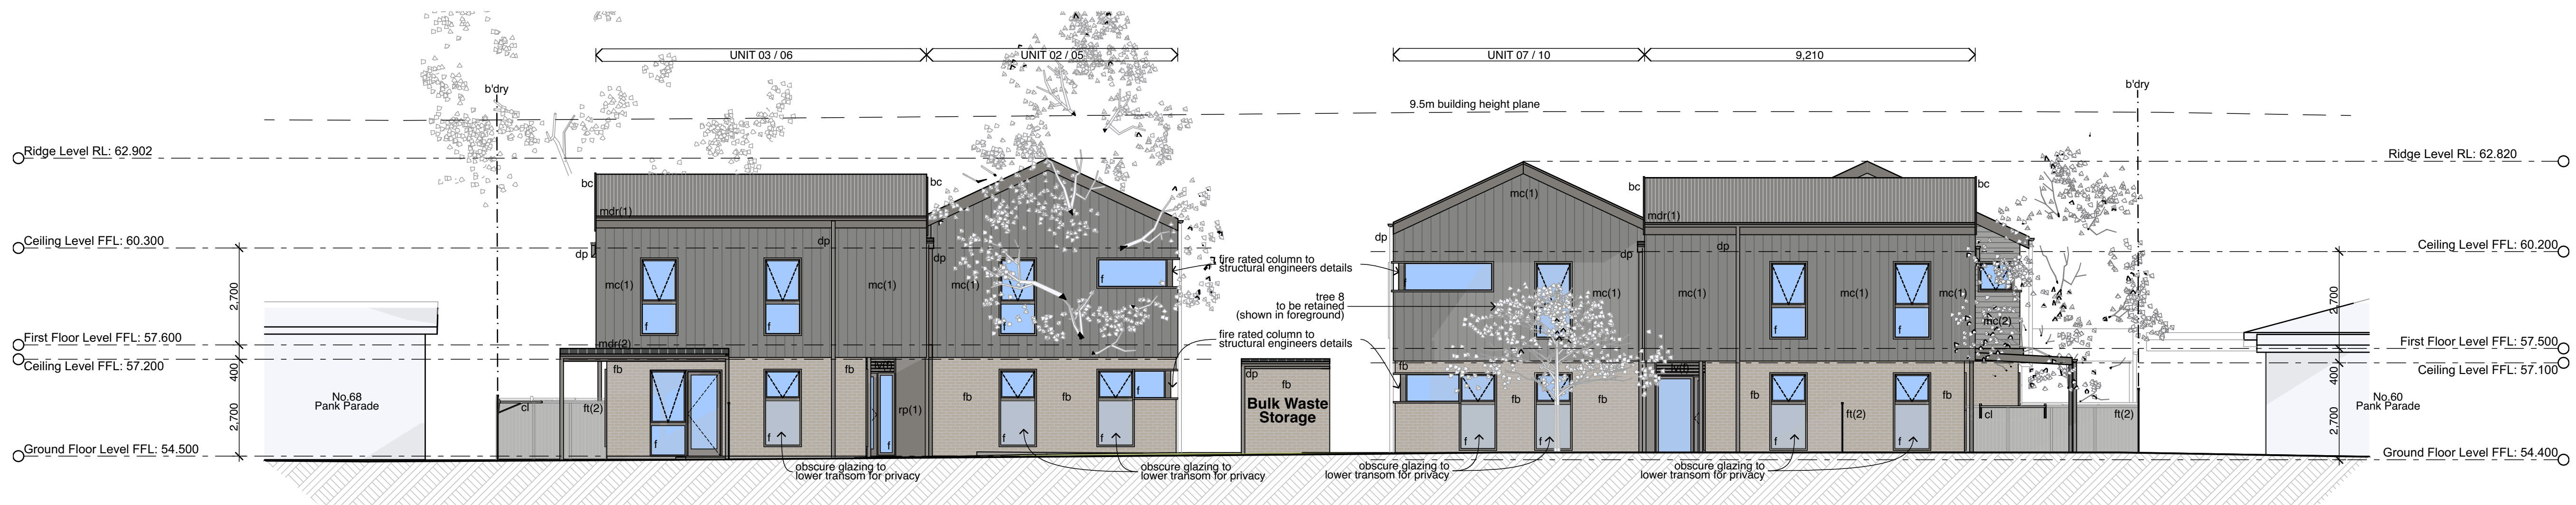 UNIT 03 / 06
UNIT 02 / 05
UNIT 07 / 10
9,210
b'dry
b'dry
9.5m building height plane
Ridge Level RL: 62.902
Ridge Level RL: 62.820
bc
bc
bc
bc
mdr(1)
mdr(1)
mc(1)
Ceiling Level FFL: 60.300
Ceiling Level FFL: 60.200
dp
dp
dp
dp
dp
dp
fire rated column to
structural engineers details
mc(1)
mc(1)
mc(1)
mc(1)
mc(1)
mc(1)
mc(1)
2,700
2,700
tree 8
to be retained
(shown in foreground)
mc(2)
f
f
f
f
f
f
f
fire rated column to
structural engineers details
First Floor Level FFL: 57.600
First Floor Level FFL: 57.500
mdr(2)
Ceiling Level FFL: 57.200
Ceiling Level FFL: 57.100
400
400
fb
fb
fb
fb
fb
dp
fb
Bulk Waste
Storage
fb
fb
fb
fb
No.68
Pank Parade
No.60
Pank Parade
cl
ft(2)
rp(1)
ft(2)
cl
ft(2)
2,700
2,700
f
f
f
f
f
f
f
f
f
f
Ground Floor Level FFL: 54.500
Ground Floor Level FFL: 54.400
obscure glazing to
lower transom for privacy
obscure glazing to
lower transom for privacy
obscure glazing to
lower transom for privacy
obscure glazing to
lower transom for privacy